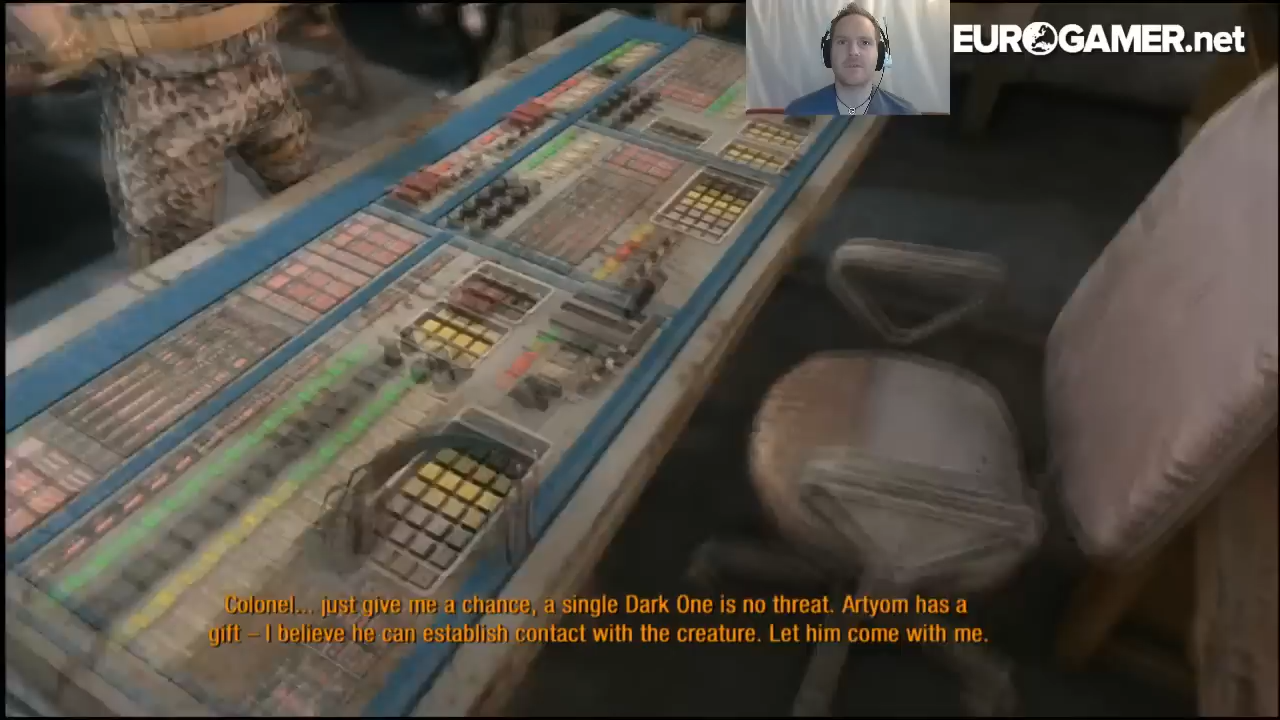 EUROGAMER.net
Colonel... just give me a chance, a single Dark One is no threat. Artyom has a
gift – I believe he can establish contact with the creature. Let him come with me.